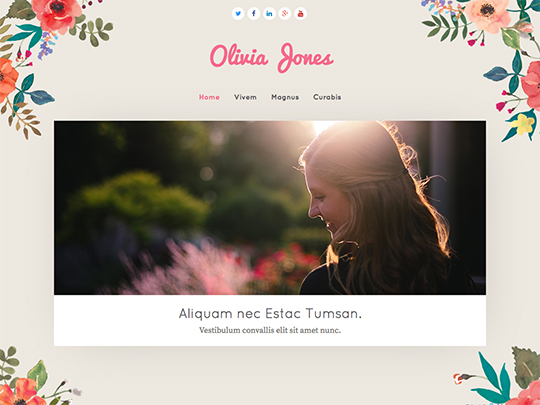 Olivia Jones
Home Vivem Magnus Curabis
Aliquam nec Estac Tumsan.
Vestibulum convallis elit sit amet nunc.